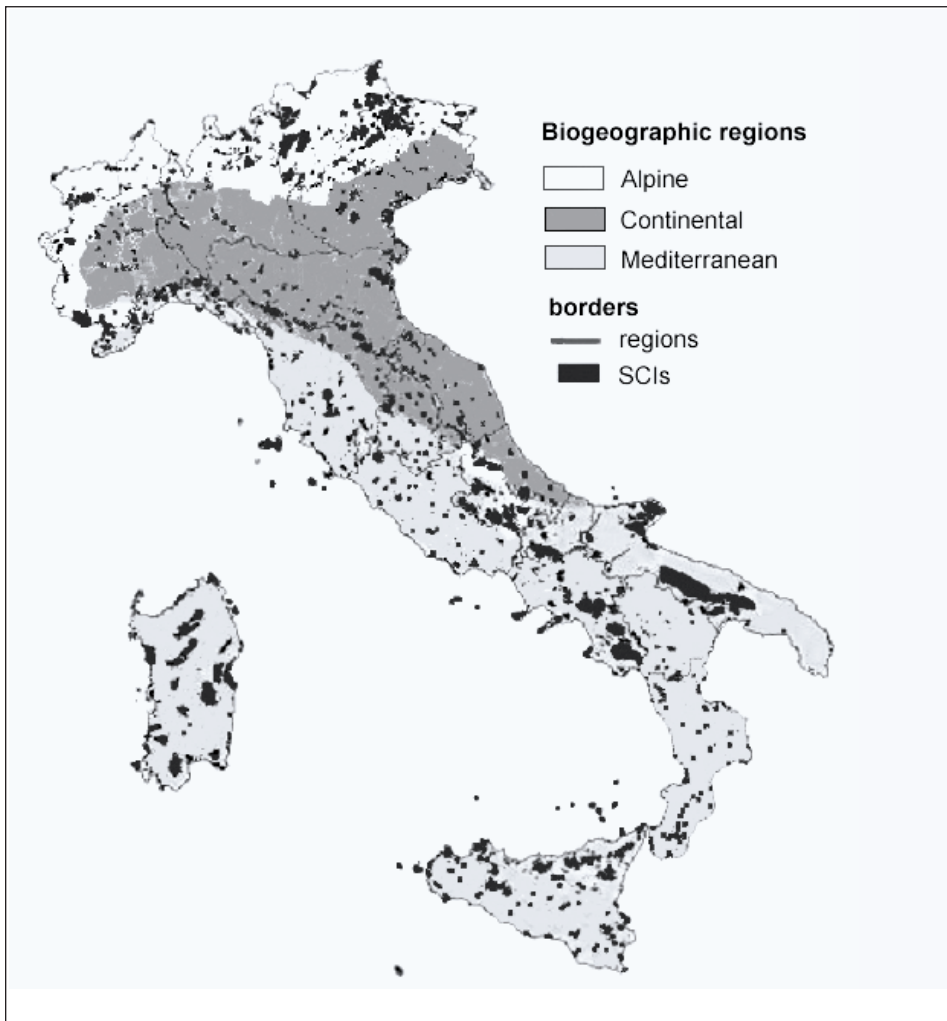 Biogeographic regions
Alpine
Continental
Mediterranean
borders
regions
SCIs